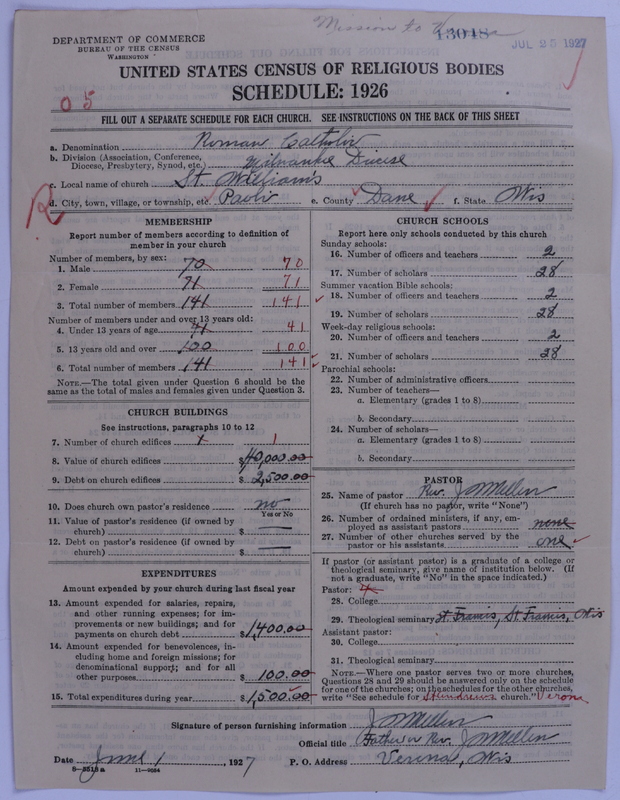 Mission to
13048
JUL 25 1927
DEPARTMENT OF COMMERCE
BUREAU OF THE CENSUS
WASHINGTON
UNITED STATES CENSUS OF RELIGIOUS BODIES
SCHEDULE: 1926
0 5
FILL OUT A SEPARATE SCHEDULE FOR EACH CHURCH. SEE INSTRUCTIONS ON THE BACK OF THIS SHEET
a. Denomination Roman Catholic
b. Division (Association, Conference, Diocese, Presbytery, Synod, etc.) Milwaukee Diocese
c. Local name of church St. William's
R
d. City, town, village, or township, etc. Paoli e. County Dane f. State Wis
MEMBERSHIP
Report number of members according to definition of member in your church
Number of members, by sex:
1. Male 70 70
2. Female 71 71
3. Total number of members 141 141
Number of members under and over 13 years old:
4. Under 13 years of age 41 41
5. 13 years old and over 100 100
6. Total number of members 141 141
NOTE.—The total given under Question 6 should be the same as the total of males and females given under Question 3.
CHURCH BUILDINGS
See instructions, paragraphs 10 to 12
7. Number of church edifices 1 1
8. Value of church edifices $40,000.00
9. Debt on church edifices $2,500.00
10. Does church own pastor's residence no
Yes or No
11. Value of pastor's residence (if owned by church) $
12. Debt on pastor's residence (if owned by church) $
EXPENDITURES
Amount expended by your church during last fiscal year
13. Amount expended for salaries, repairs, and other running expenses; for improvements or new buildings; and for payments on church debt $1,400.00
14. Amount expended for benevolences, including home and foreign missions; for denominational support; and for all other purposes $100.00
15. Total expenditures during year $1,500.00
CHURCH SCHOOLS
Report here only schools conducted by this church
Sunday schools:
16. Number of officers and teachers 2
17. Number of scholars 28
Summer vacation Bible schools:
18. Number of officers and teachers 2
19. Number of scholars 28
Week-day religious schools:
20. Number of officers and teachers 2
21. Number of scholars 28
Parochial schools:
22. Number of administrative officers
23. Number of teachers—
a. Elementary (grades 1 to 8)
b. Secondary
24. Number of scholars—
a. Elementary (grades 1 to 8)
b. Secondary
PASTOR
25. Name of pastor Rev. J M Mellen
(If church has no pastor, write "None")
26. Number of ordained ministers, if any, employed as assistant pastors none
27. Number of other churches served by the pastor or his assistants one
If pastor (or assistant pastor) is a graduate of a college or theological seminary, give name of institution below. (If not a graduate, write "No" in the space indicated.)
Pastor:
28. College
29. Theological seminary St. Francis, St. Francis, Wis
Assistant pastor:
30. College
31. Theological seminary
NOTE.—Where one pastor serves two or more churches, Questions 28 and 29 should be answered only on the schedule for one of the churches; on the schedules for the other churches, write "See schedule for St Andrews church." Verona
Signature of person furnishing information J M Mellen
Official title Father or Rev. J M Mellen
Date June 1, 1927 P. O. Address Verona, Wis
8—5518a 11—9084